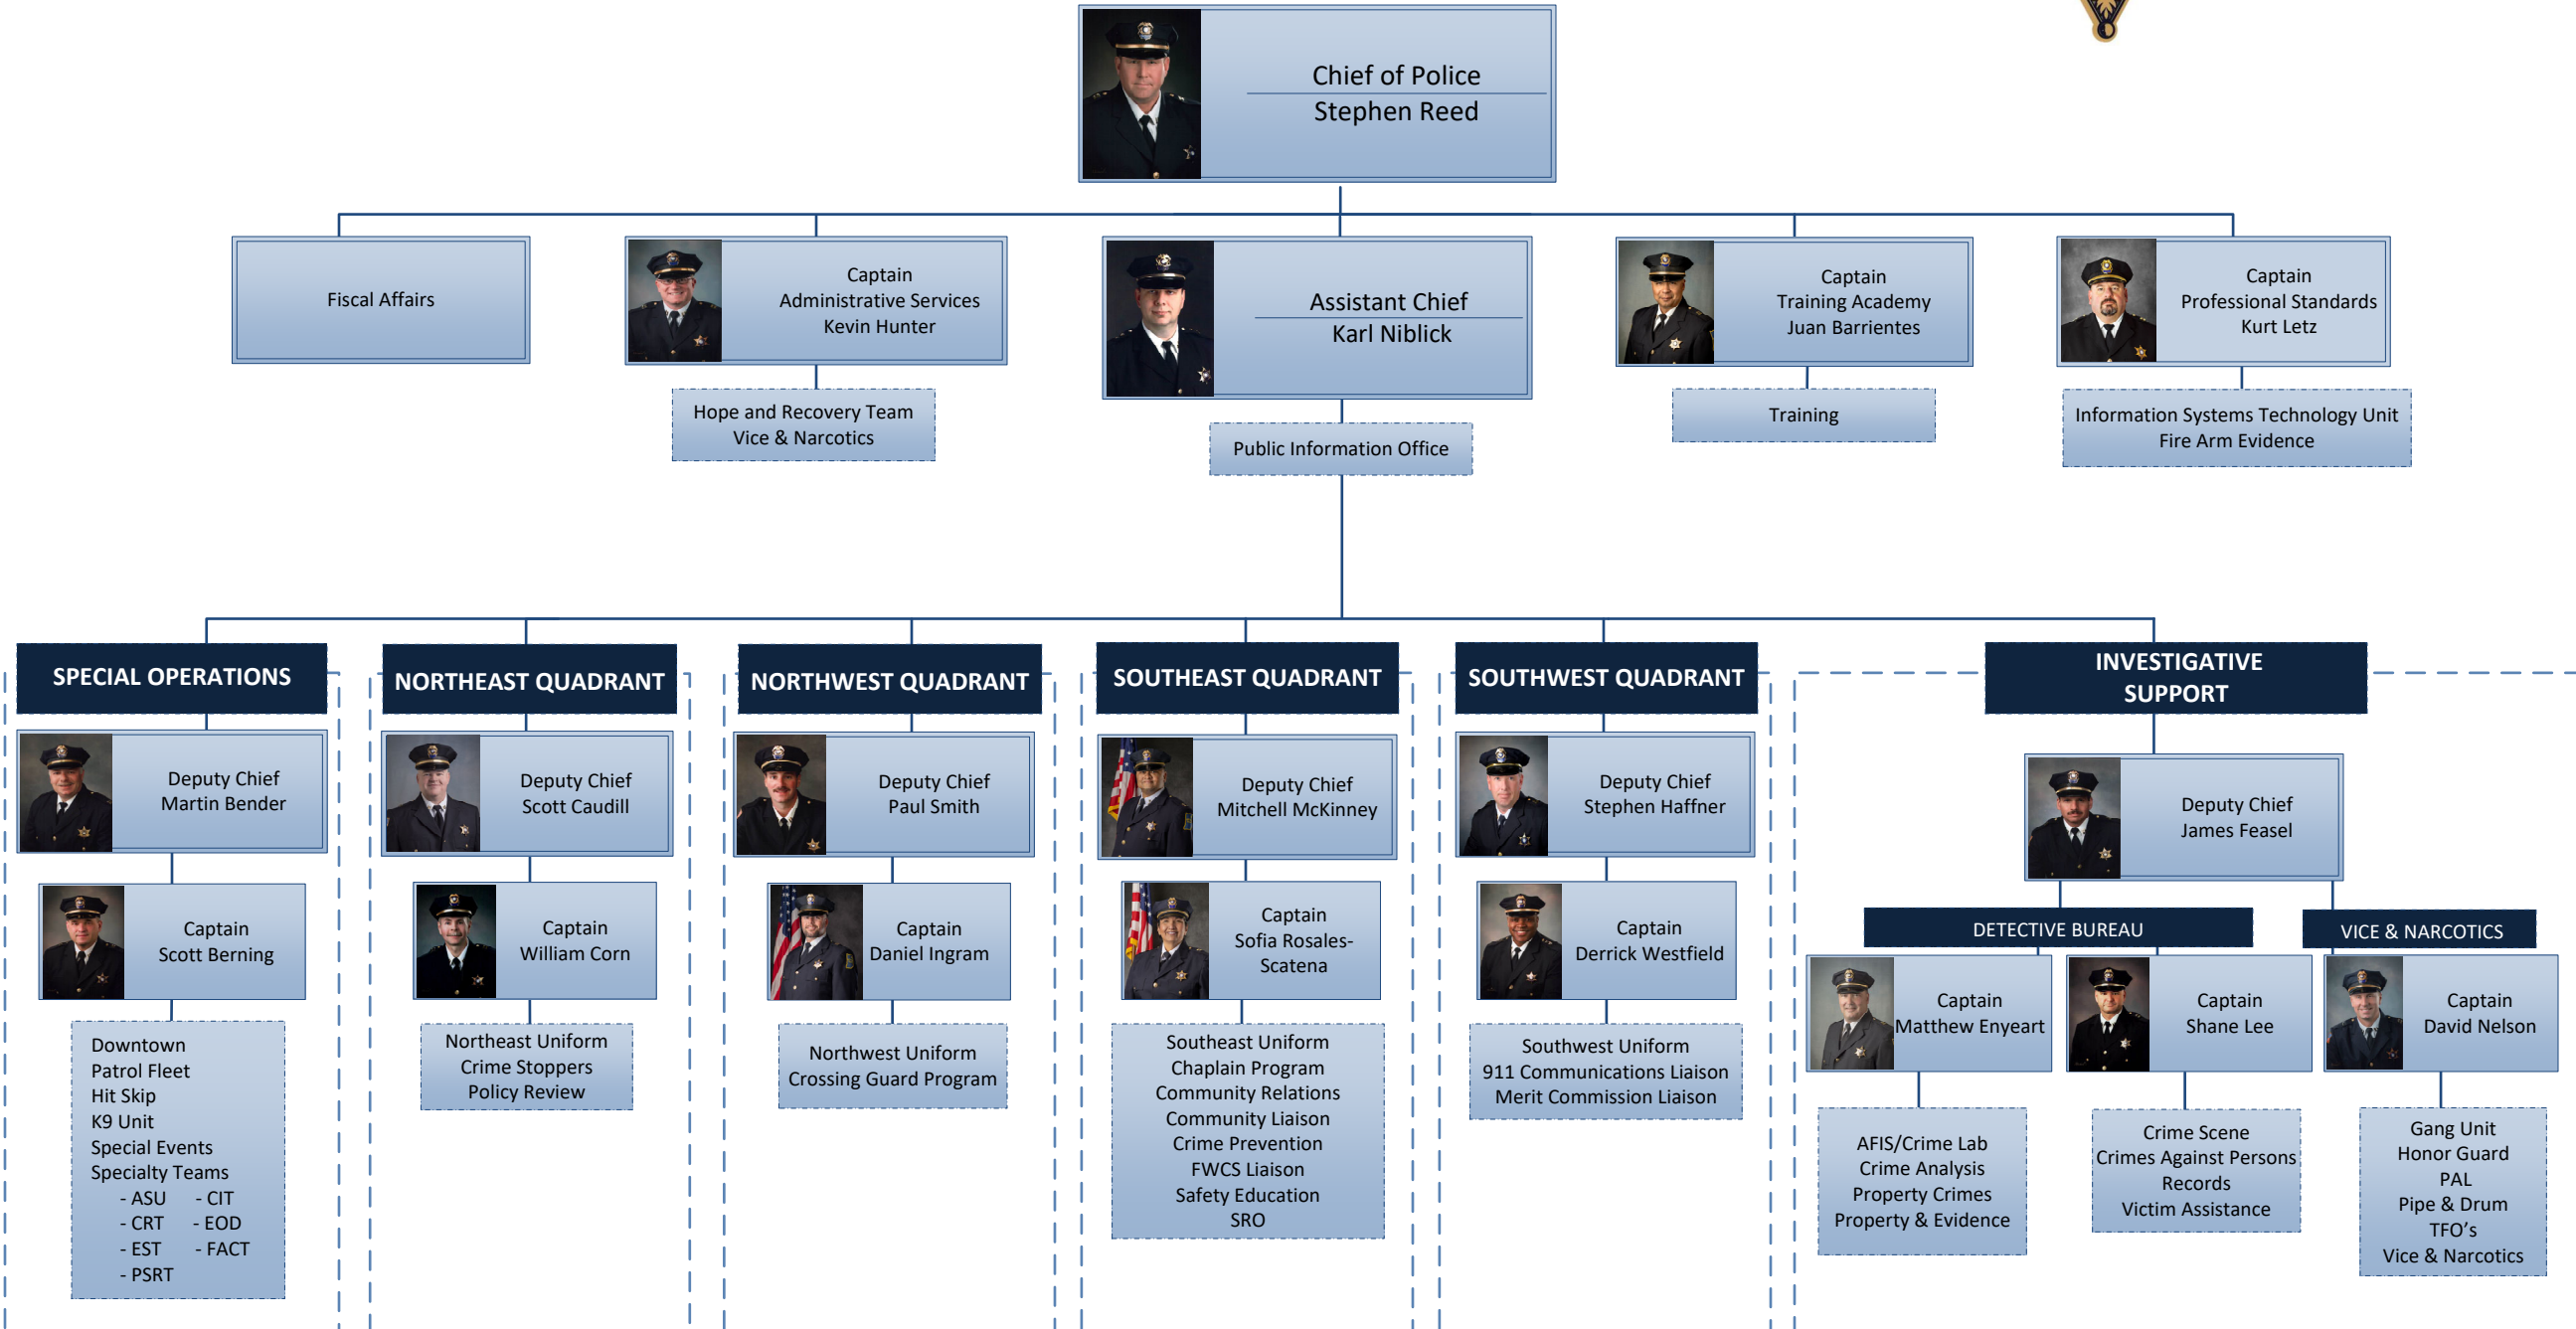 Chief of Police
Stephen Reed
Fiscal Affairs
Captain
Administrative Services
Kevin Hunter
Hope and Recovery Team
Vice & Narcotics
Assistant Chief
Karl Niblick
Public Information Office
Captain
Training Academy
Juan Barrientes
Training
Captain
Professional Standards
Kurt Letz
Information Systems Technology Unit
Fire Arm Evidence
SPECIAL OPERATIONS
Deputy Chief
Martin Bender
Captain
Scott Berning
Downtown
Patrol Fleet
Hit Skip
K9 Unit
Special Events
Specialty Teams
- ASU - CIT
- CRT - EOD
- EST - FACT
- PSRT
NORTHEAST QUADRANT
Deputy Chief
Scott Caudill
Captain
William Corn
Northeast Uniform
Crime Stoppers
Policy Review
NORTHWEST QUADRANT
Deputy Chief
Paul Smith
Captain
Daniel Ingram
Northwest Uniform
Crossing Guard Program
SOUTHEAST QUADRANT
Deputy Chief
Mitchell McKinney
Captain
Sofia Rosales-
Scatena
Southeast Uniform
Chaplain Program
Community Relations
Community Liaison
Crime Prevention
FWCS Liaison
Safety Education
SRO
SOUTHWEST QUADRANT
Deputy Chief
Stephen Haffner
Captain
Derrick Westfield
Southwest Uniform
911 Communications Liaison
Merit Commission Liaison
INVESTIGATIVE
SUPPORT
Deputy Chief
James Feasel
DETECTIVE BUREAU
Captain
Matthew Enyeart
AFIS/Crime Lab
Crime Analysis
Property Crimes
Property & Evidence
Captain
Shane Lee
Crime Scene
Crimes Against Persons
Records
Victim Assistance
VICE & NARCOTICS
Captain
David Nelson
Gang Unit
Honor Guard
PAL
Pipe & Drum
TFO's
Vice & Narcotics